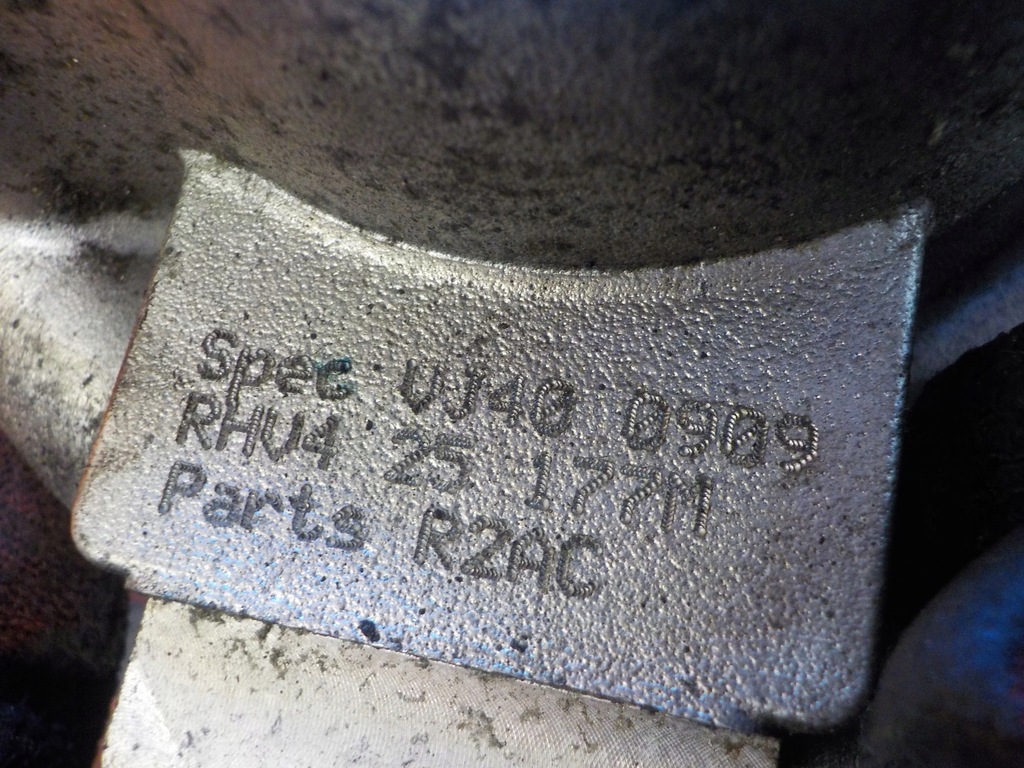 Spec VJ40 0909
RHV4 25 177M
Parts R2AC